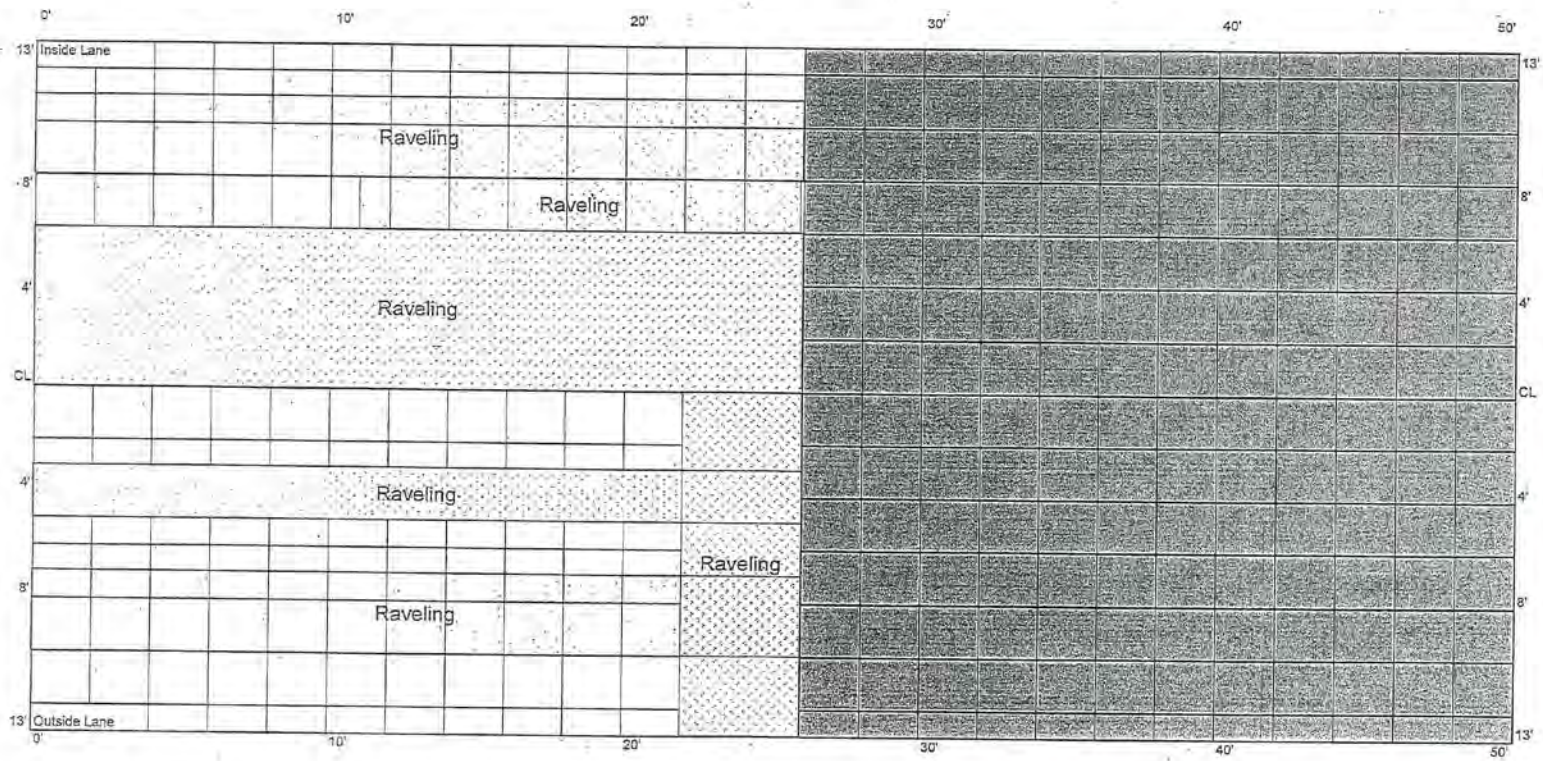 0' 10' 20' 30' 40' 50'
13' Inside Lane 13'
Raveling
8' 8'
Raveling
4' Raveling 4'
CL CL
4' Raveling 4'
Raveling
8' Raveling 8'
13' Outside Lane 13'
0' 10' 20' 30' 40' 50'